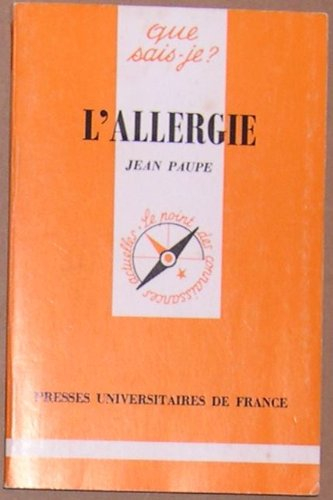 que
sais-je?
L'ALLERGIE
JEAN PAUPE
Le point des connaissances actuelles
PRESSES UNIVERSITAIRES DE FRANCE